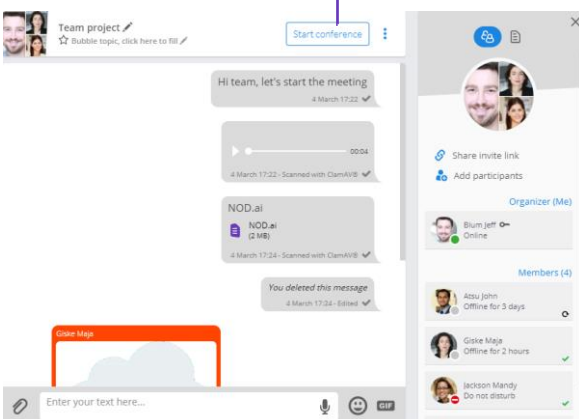 Team project
Bubble topic, click here to fill
Start conference
Hi team, let's start the meeting
4 March 17:22
00:04
4 March 17:22 - Scanned with ClamAV®
NOD.ai
NOD.ai
(2 MB)
4 March 17:24 - Scanned with ClamAV®
You deleted this message
4 March 17:24 - Edited
Giske Maja
Enter your text here...
GIF
Share invite link
Add participants
Organizer (Me)
Blum Jeff
Online
Members (4)
Atsu John
Offline for 3 days
Giske Maja
Offline for 2 hours
Jackson Mandy
Do not disturb